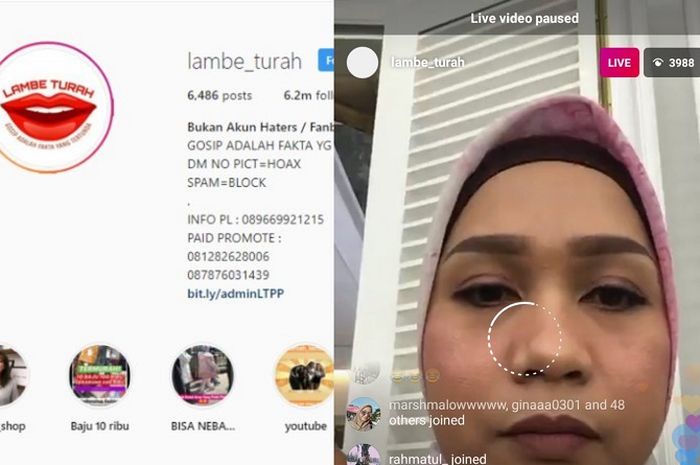 LAMBE TURAH
GOSIP ADALAH FAKTA YANG TERTUNDA
lambe_turah
6,486 posts
6.2m foll
Bukan Akun Haters / Fanb
GOSIP ADALAH FAKTA YG
DM NO PICT=HOAX
SPAM=BLOCK
.
INFO PL : 089669921215
PAID PROMOTE :
081282628006
087876031439
bit.ly/adminLTPP
TERMURAH!
shop
Baju 10 ribu
BISA NEBA...
youtube
Live video paused
lambe_turah
LIVE
3988
marshmalowwwww, ginaaa0301 and 48
others joined
rahmatul_ joined